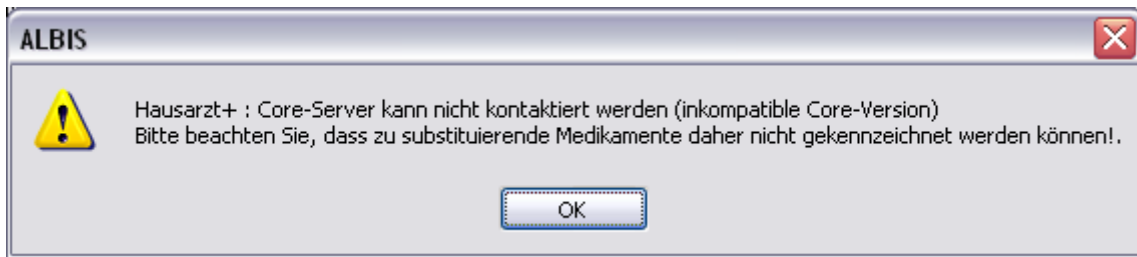 ALBIS
Hausarzt+ : Core-Server kann nicht kontaktiert werden (inkompatible Core-Version)
Bitte beachten Sie, dass zu substituierende Medikamente daher nicht gekennzeichnet werden können!.
OK